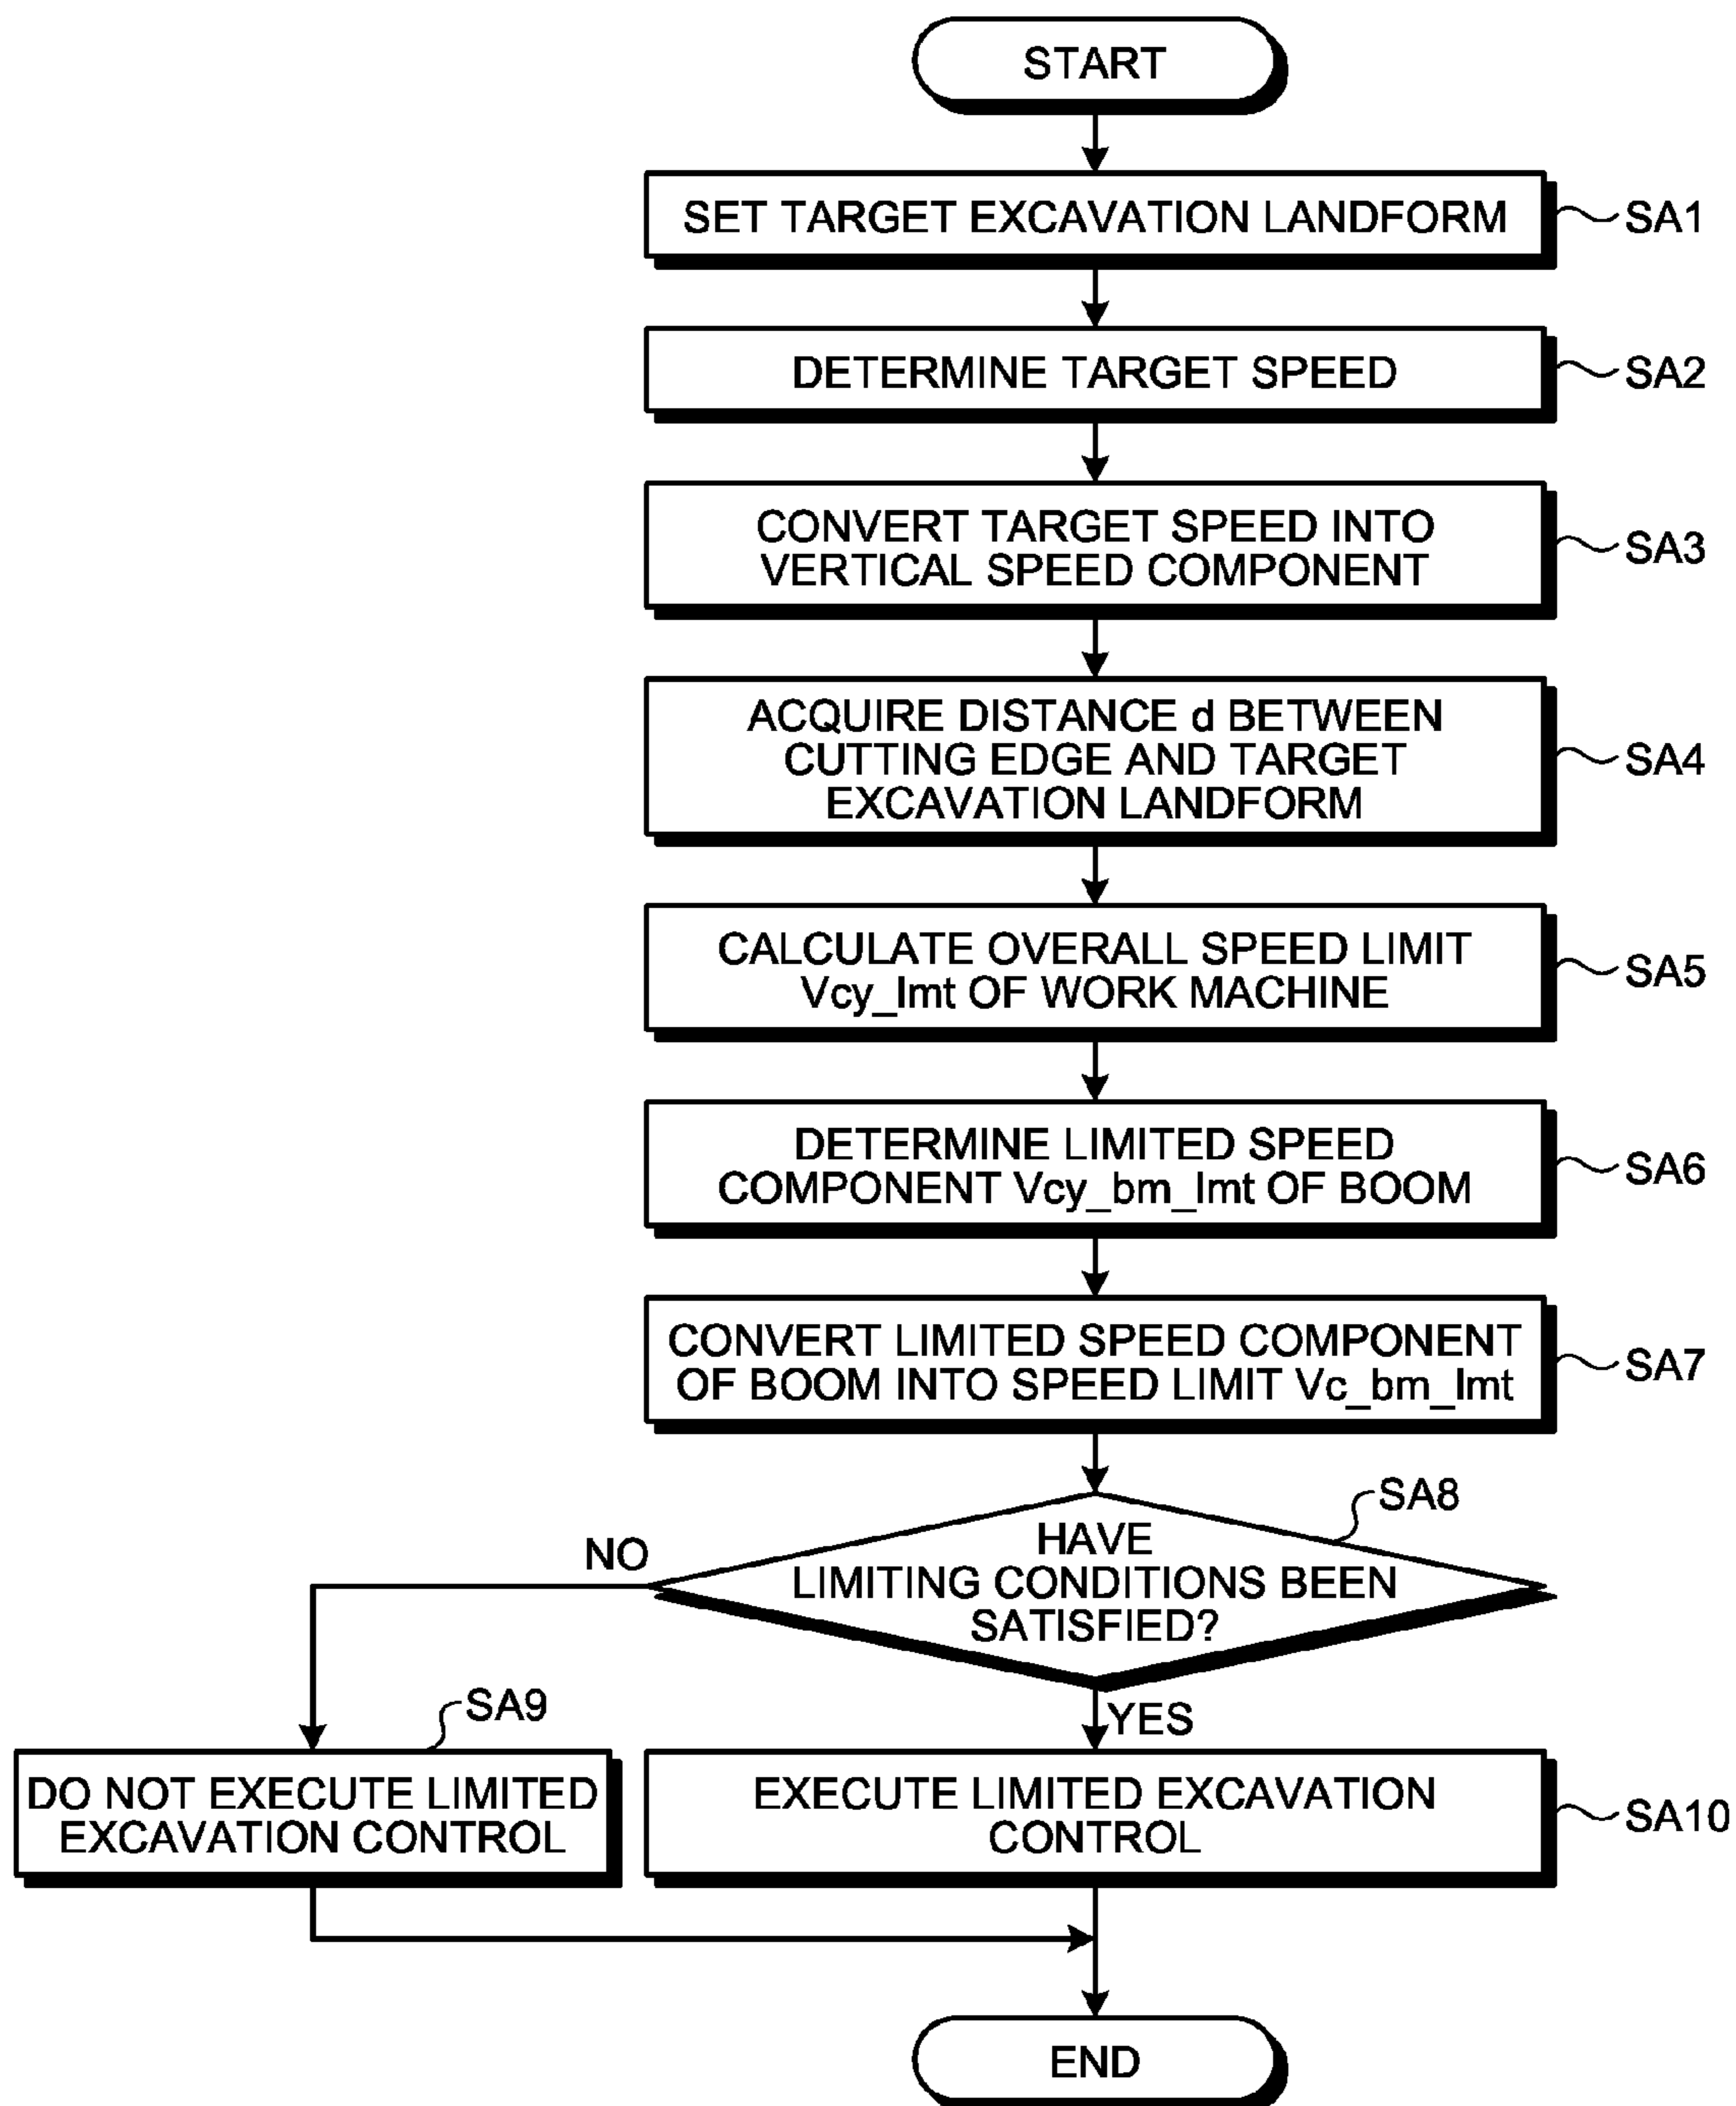 START
SET TARGET EXCAVATION LANDFORM
SA1
DETERMINE TARGET SPEED
SA2
CONVERT TARGET SPEED INTO
VERTICAL SPEED COMPONENT
SA3
ACQUIRE DISTANCE d BETWEEN
CUTTING EDGE AND TARGET
EXCAVATION LANDFORM
SA4
CALCULATE OVERALL SPEED LIMIT
Vcy_lmt OF WORK MACHINE
SA5
DETERMINE LIMITED SPEED
COMPONENT Vcy_bm_lmt OF BOOM
SA6
CONVERT LIMITED SPEED COMPONENT
OF BOOM INTO SPEED LIMIT Vc_bm_lmt
SA7
SA8
HAVE
LIMITING CONDITIONS BEEN
SATISFIED?
NO
YES
SA9
DO NOT EXECUTE LIMITED
EXCAVATION CONTROL
EXECUTE LIMITED EXCAVATION
CONTROL
SA10
END